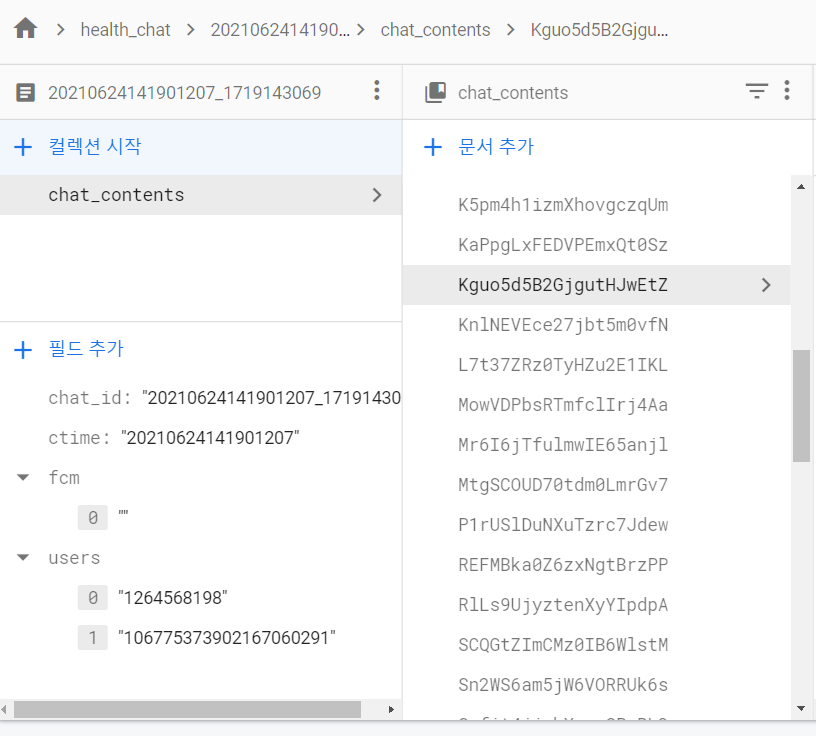 health_chat
2021062414190...
chat_contents
Kguo5d5B2Gjgu...
20210624141901207_1719143069
컬렉션 시작
chat_contents
필드 추가
chat_id: "20210624141901207_17191430
ctime: "20210624141901207"
fcm
0 ""
users
0 "1264568198"
1 "106775373902167060291"
chat_contents
문서 추가
K5pm4h1izmXhovgczqUm
KaPpgLxFEDVPEmxQt0Sz
Kguo5d5B2GjgutHJwEtZ
KnlNEVEce27jbt5m0vfN
L7t37ZRz0TyHZu2E1IKL
MowVDPbsRTmfclIrj4Aa
Mr6I6jTfulmwIE65anjl
MtgSCOUD70tdm0LmrGv7
P1rUSlDuNXuTzrc7Jdew
REFMBka0Z6zxNgtBrzPP
RlLs9UjyztenXyYIpdpA
SCQGtZImCMz0IB6WlstM
Sn2WS6am5jW6VORRUk6s